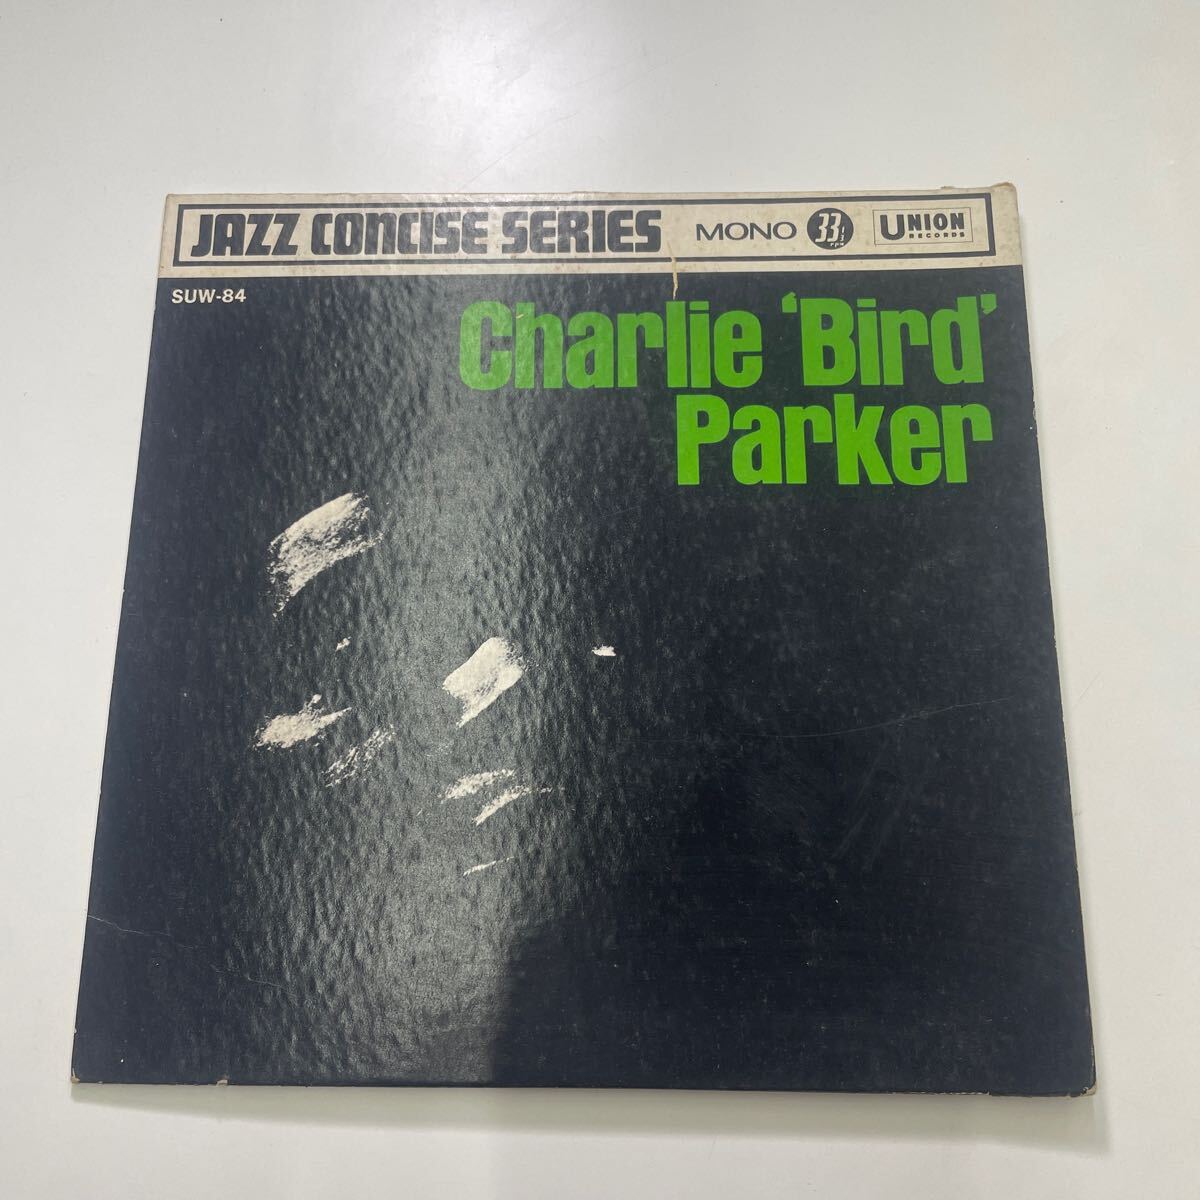 JAZZ CONCISE SERIES MONO 33⅓ rpm UNION RECORDS
SUW-84
Charlie 'Bird'
Parker